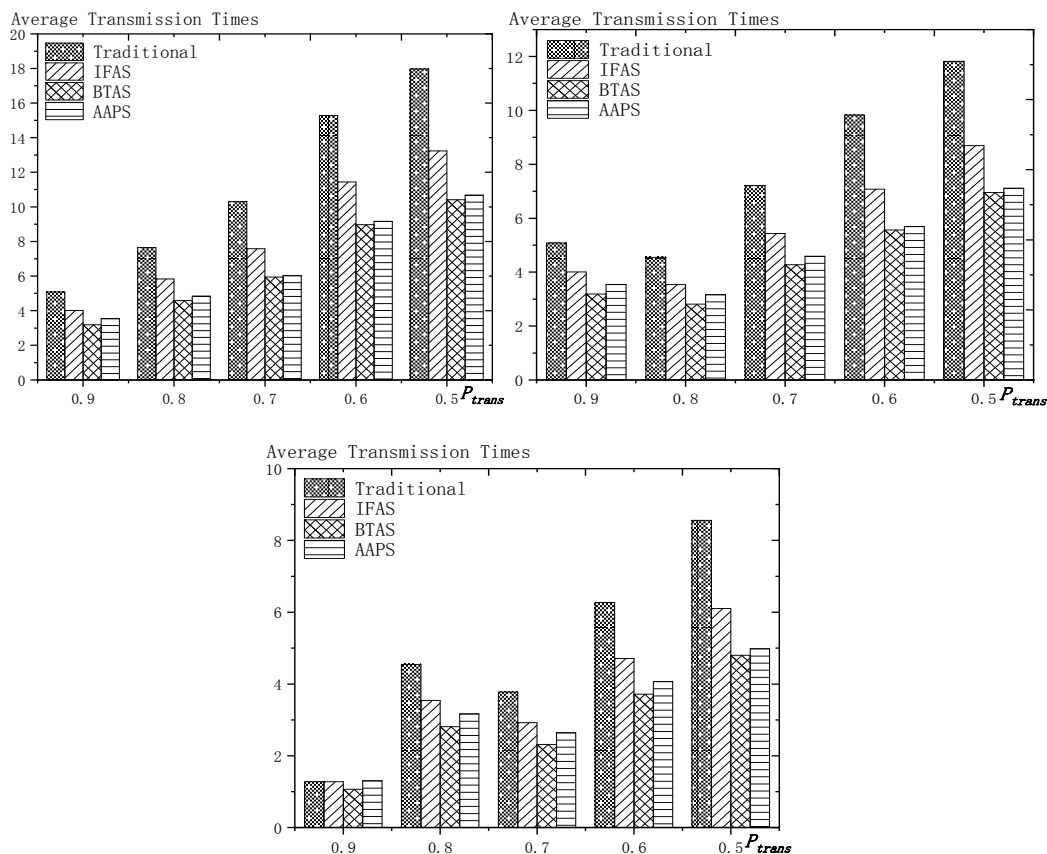 Average Transmission Times
20
18
16
14
12
10
8
6
4
2
0
Traditional
IFAS
BTAS
AAPS
0.9 0.8 0.7 0.6 0.5 P_trans
Average Transmission Times
12
10
8
6
4
2
0
Traditional
IFAS
BTAS
AAPS
0.9 0.8 0.7 0.6 0.5 P_trans
Average Transmission Times
10
8
6
4
2
0
Traditional
IFAS
BTAS
AAPS
0.9 0.8 0.7 0.6 0.5 P_trans